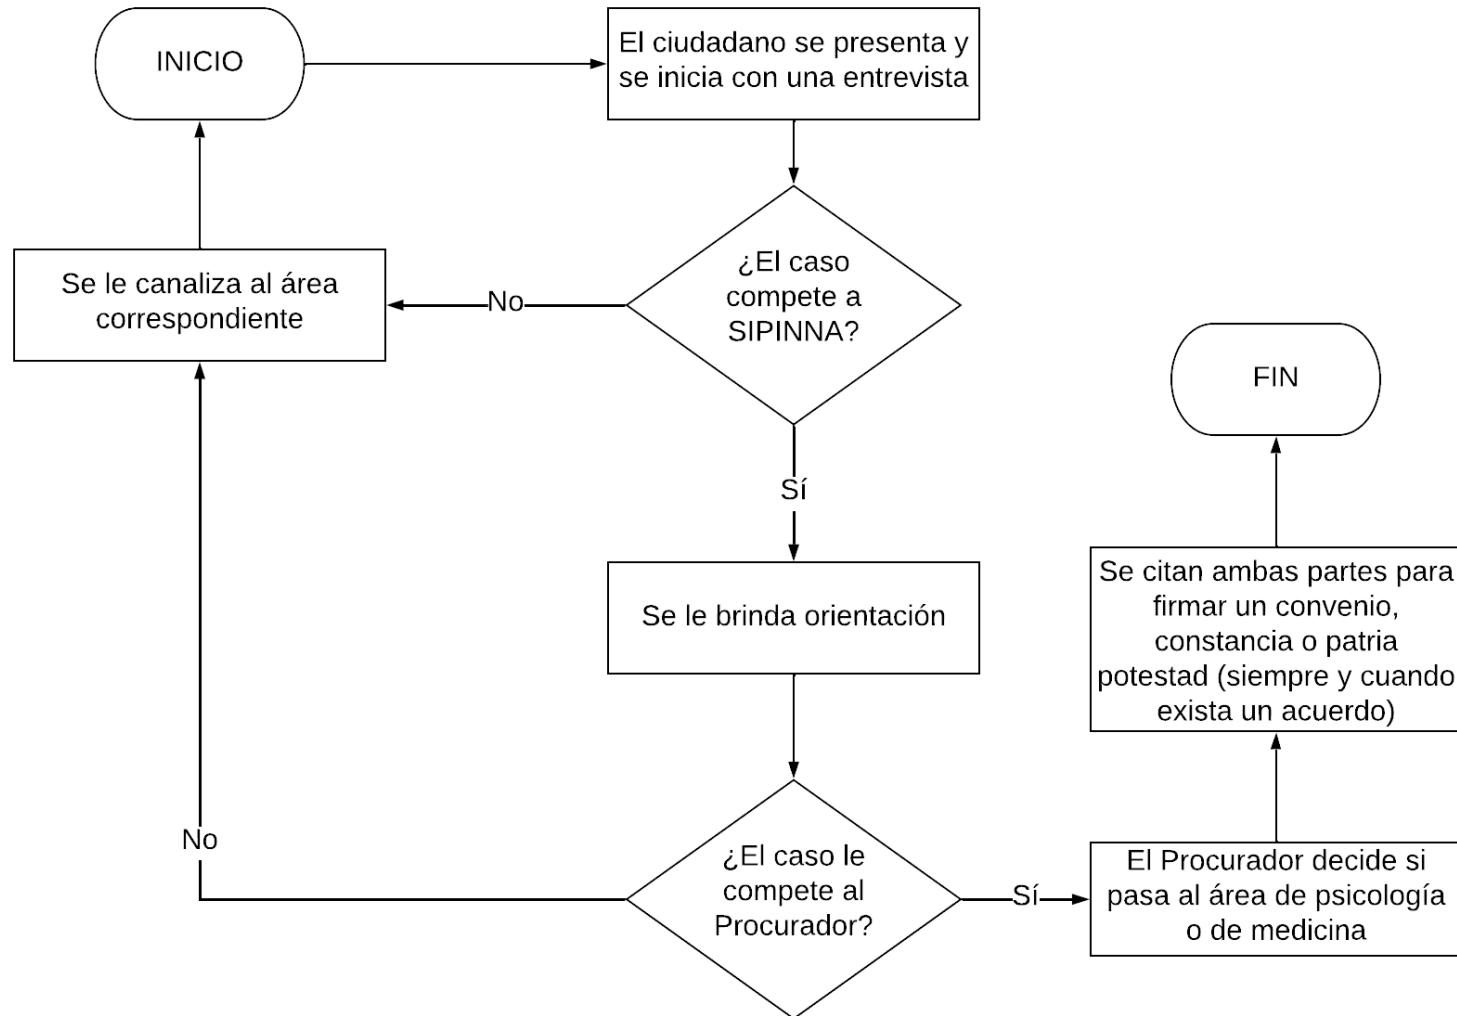 INICIO
El ciudadano se presenta y
se inicia con una entrevista
¿El caso
compete a
SIPINNA?
No
Se le canaliza al área
correspondiente
Sí
Se le brinda orientación
¿El caso le
compete al
Procurador?
No
Sí
El Procurador decide si
pasa al área de psicología
o de medicina
Se citan ambas partes para
firmar un convenio,
constancia o patria
potestad (siempre y cuando
exista un acuerdo)
FIN